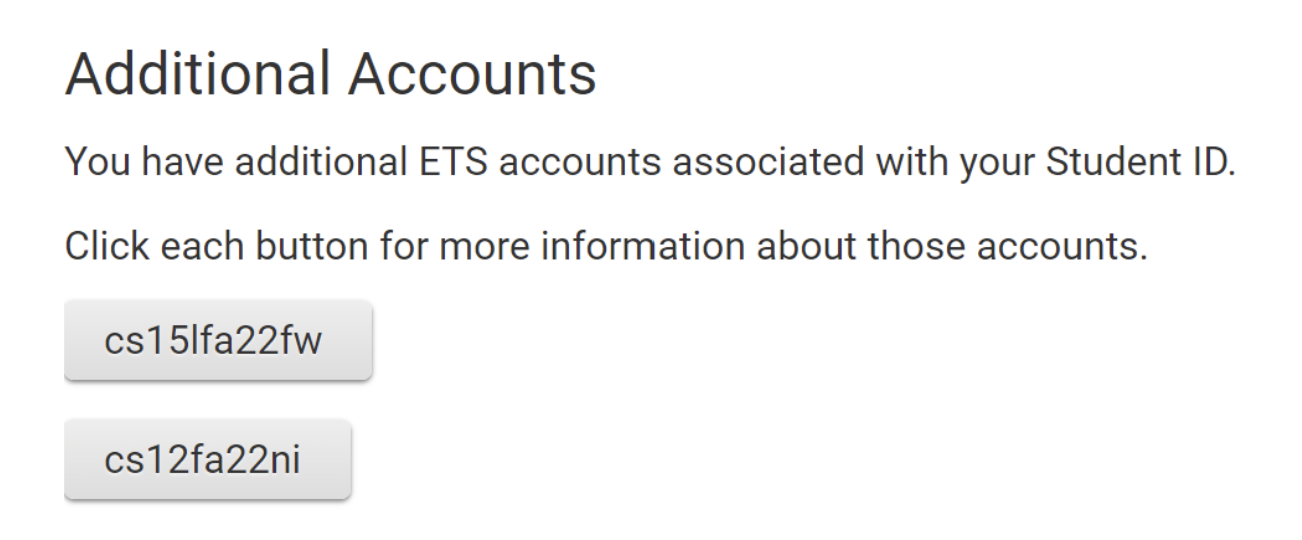 Additional Accounts
You have additional ETS accounts associated with your Student ID.
Click each button for more information about those accounts.
cs15lfa22fw
cs12fa22ni